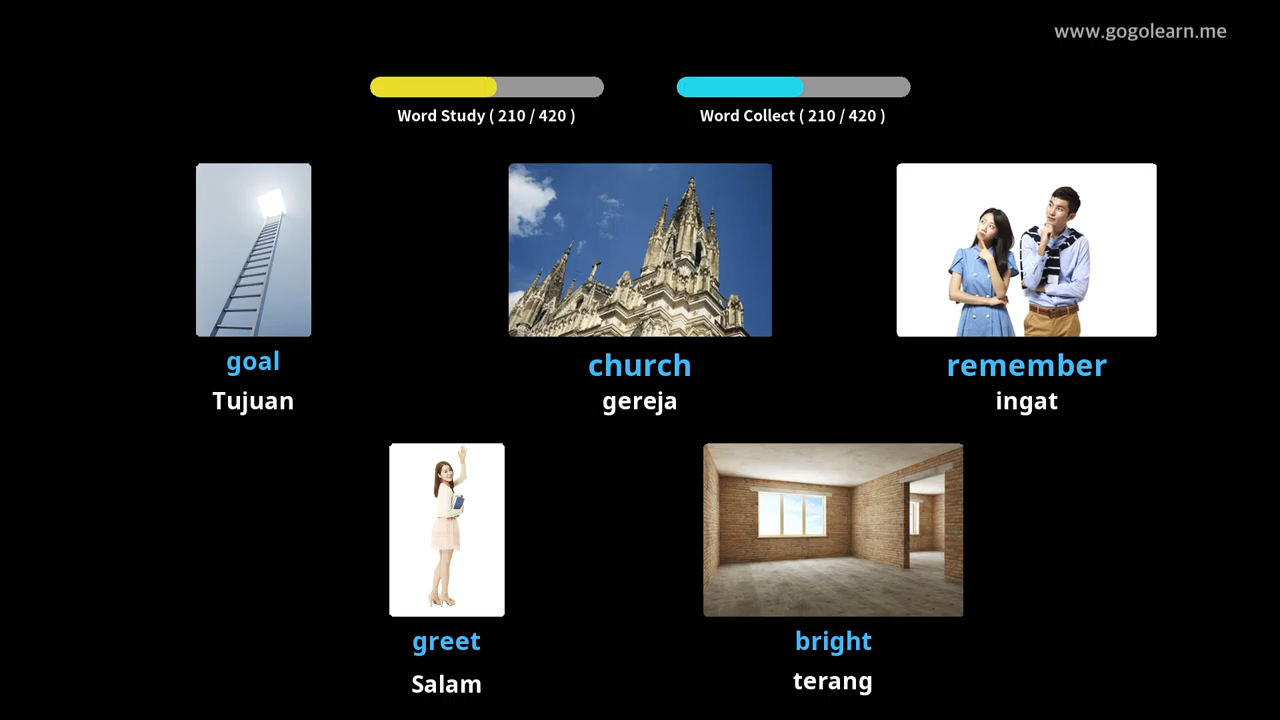 www.gogolearn.me
Word Study ( 210 / 420 )
Word Collect ( 210 / 420 )
goal
Tujuan
church
gereja
remember
ingat
greet
Salam
bright
terang